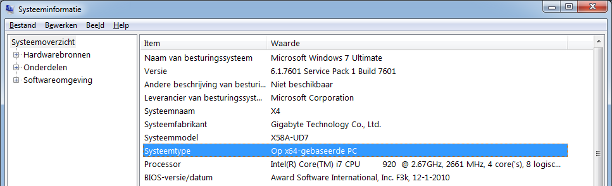 Systeeminformatie
Bestand Bewerken Beeld Help
Systeemoverzicht
Hardwarebronnen
Onderdelen
Softwareomgeving
Item Waarde
Naam van besturingssysteem Microsoft Windows 7 Ultimate
Versie 6.1.7601 Service Pack 1 Build 7601
Andere beschrijving van besturi... Niet beschikbaar
Leverancier van besturingssyst... Microsoft Corporation
Systeemnaam X4
Systeemfabrikant Gigabyte Technology Co., Ltd.
Systeemmodel X58A-UD7
Systeemtype Op x64-gebaseerde PC
Processor Intel(R) Core(TM) i7 CPU 920 @ 2.67GHz, 2661 MHz, 4 core('s), 8 logisc...
BIOS-versie/datum Award Software International, Inc. F3k, 12-1-2010